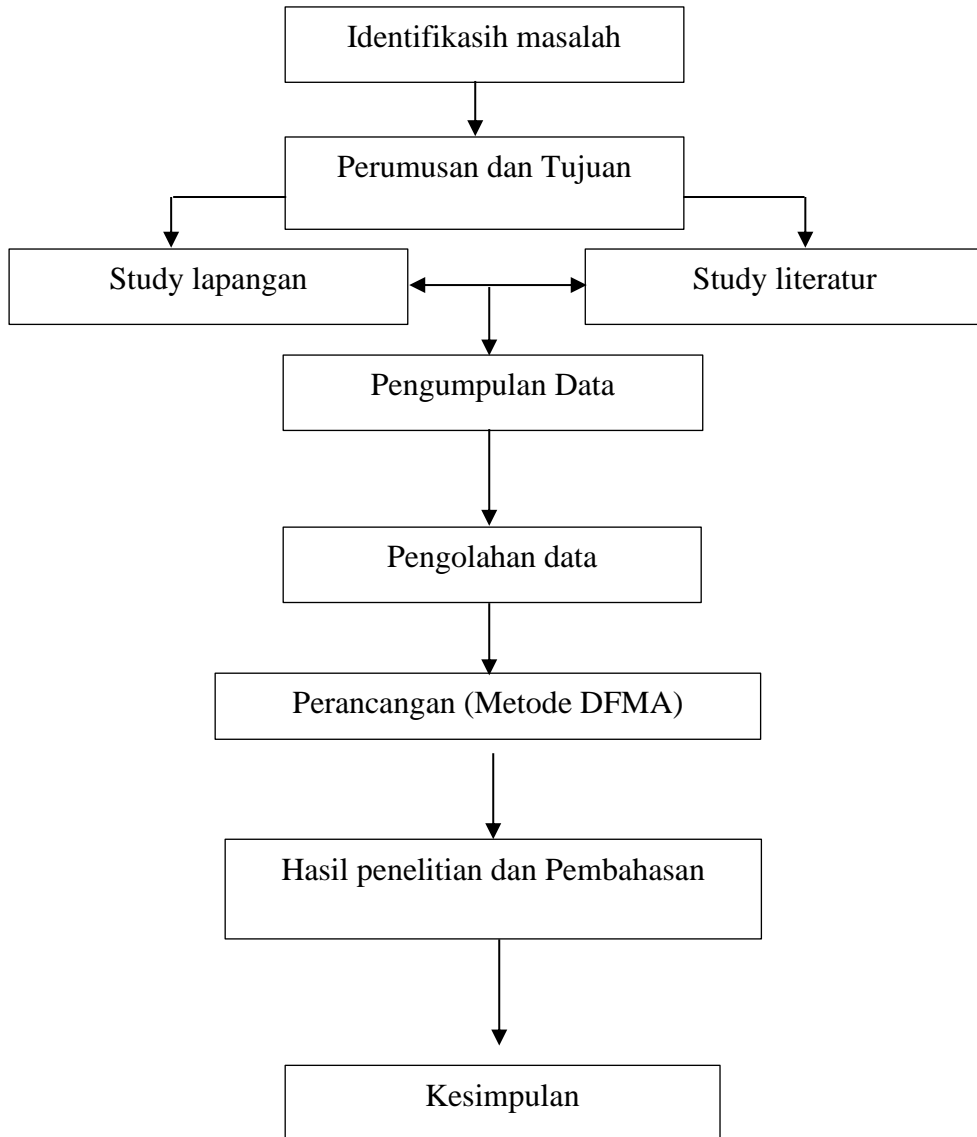 Identifikasih masalah
Perumusan dan Tujuan
Study lapangan
Study literatur
Pengumpulan Data
Pengolahan data
Perancangan (Metode DFMA)
Hasil penelitian dan Pembahasan
Kesimpulan